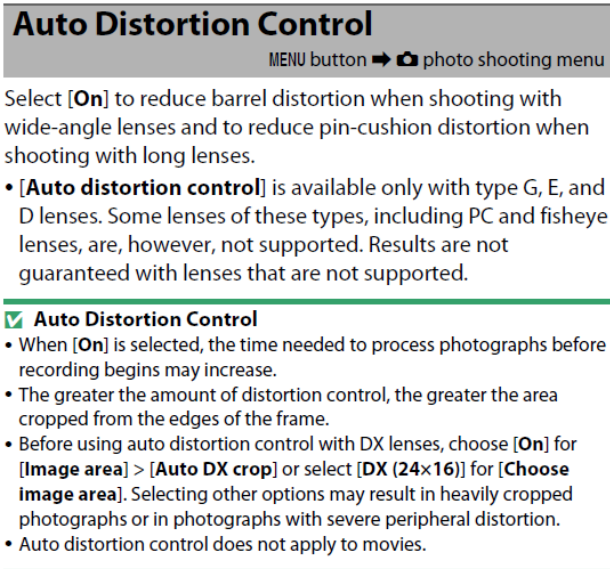 Auto Distortion Control
MENU button ➡ 📷 photo shooting menu
Select [On] to reduce barrel distortion when shooting with
wide-angle lenses and to reduce pin-cushion distortion when
shooting with long lenses.
• [Auto distortion control] is available only with type G, E, and
D lenses. Some lenses of these types, including PC and fisheye
lenses, are, however, not supported. Results are not
guaranteed with lenses that are not supported.
Auto Distortion Control
• When [On] is selected, the time needed to process photographs before
recording begins may increase.
• The greater the amount of distortion control, the greater the area
cropped from the edges of the frame.
• Before using auto distortion control with DX lenses, choose [On] for
[Image area] > [Auto DX crop] or select [DX (24×16)] for [Choose
image area]. Selecting other options may result in heavily cropped
photographs or in photographs with severe peripheral distortion.
• Auto distortion control does not apply to movies.